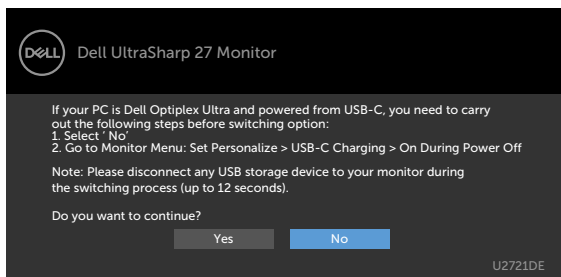 DELL
Dell UltraSharp 27 Monitor
If your PC is Dell Optiplex Ultra and powered from USB-C, you need to carry
out the following steps before switching option:
1. Select ‘ No’
2. Go to Monitor Menu: Set Personalize > USB-C Charging > On During Power Off
Note: Please disconnect any USB storage device to your monitor during
the switching process (up to 12 seconds).
Do you want to continue?
Yes No
U2721DE